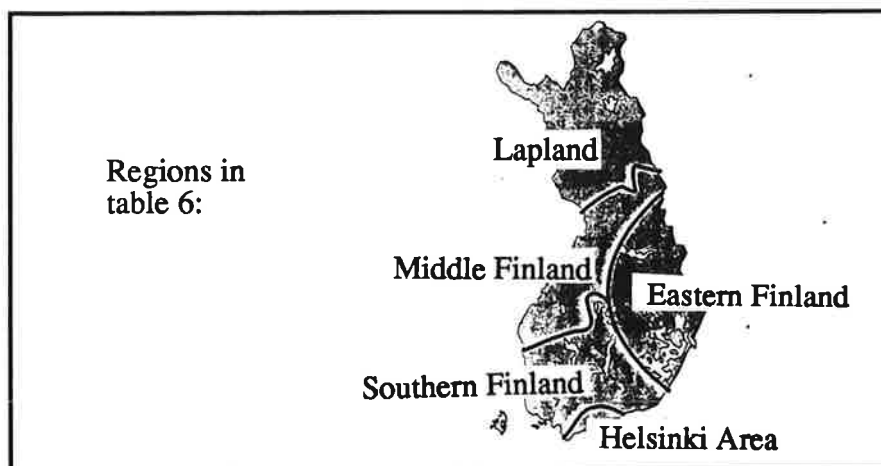 Regions in
table 6:
Lapland
Middle Finland
Eastern Finland
Southern Finland
Helsinki Area